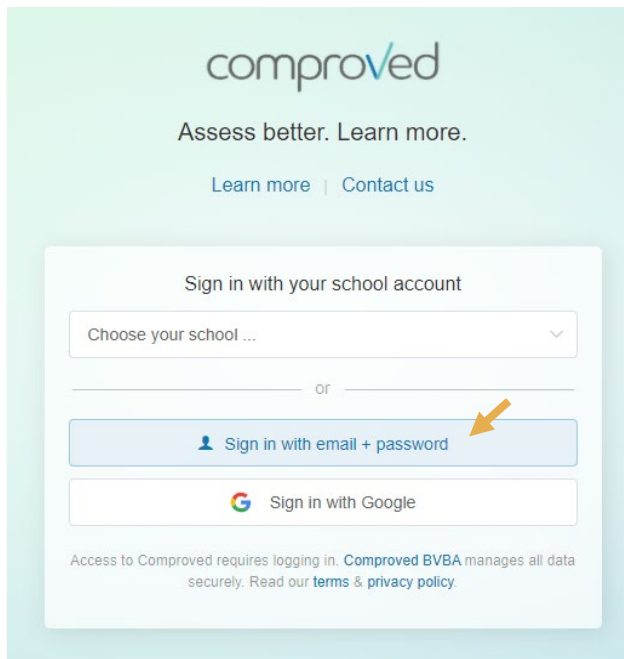 comproved
Assess better. Learn more.
Learn more | Contact us
Sign in with your school account
Choose your school ...
or
Sign in with email + password
Sign in with Google
Access to Comproved requires logging in. Comproved BVBA manages all data
securely. Read our terms & privacy policy.